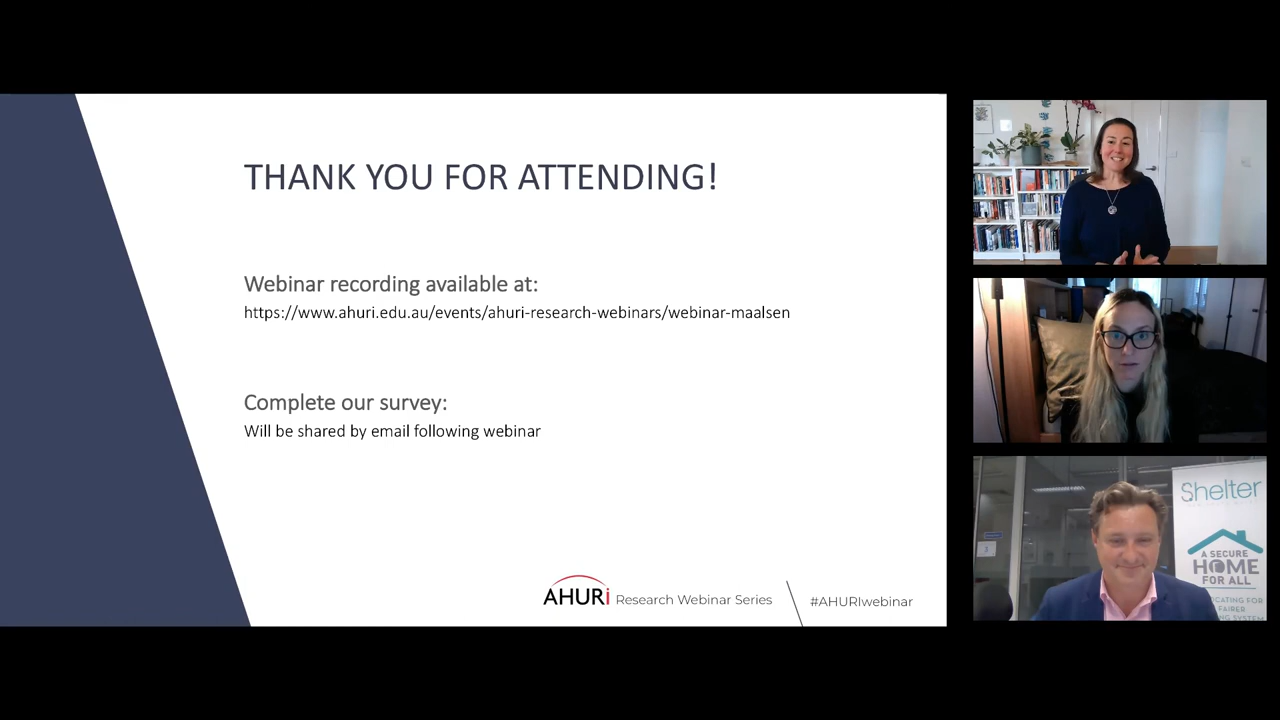 THANK YOU FOR ATTENDING!
Webinar recording available at:
https://www.ahuri.edu.au/events/ahuri-research-webinars/webinar-maalsen
Complete our survey:
Will be shared by email following webinar
AHURi Research Webinar Series
#AHURIwebinar
Shelter
A SECURE
HOME
FOR ALL
FAIRER
SYSTEM